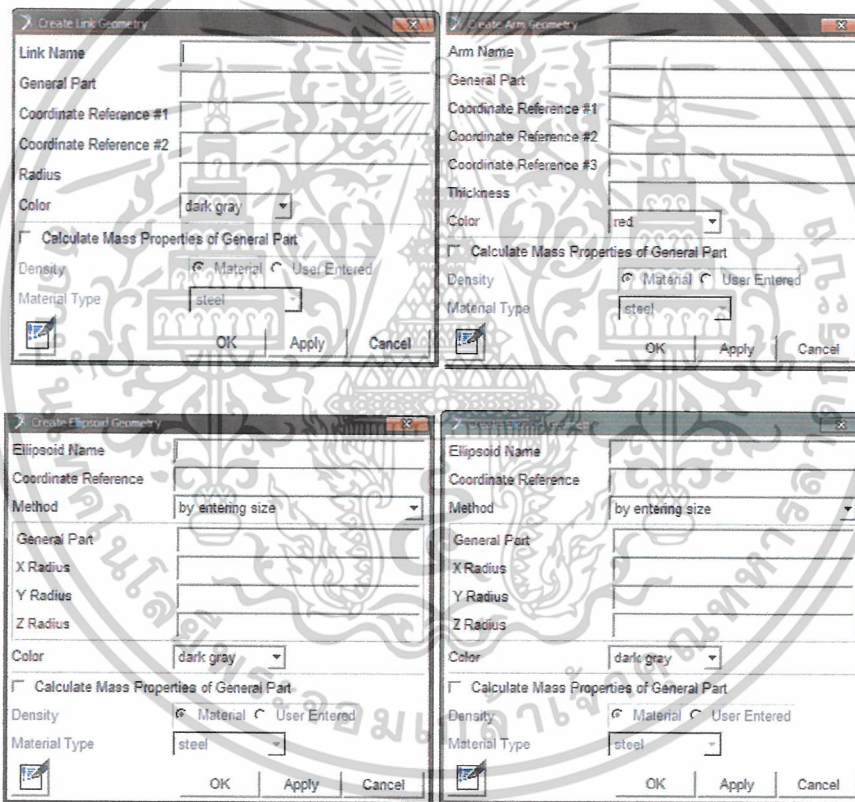 Create Link Geometry
Link Name
General Part
Coordinate Reference #1
Coordinate Reference #2
Radius
Color dark gray
Calculate Mass Properties of General Part
Density Material User Entered
Material Type steel
OK Apply Cancel
Create Arm Geometry
Arm Name
General Part
Coordinate Reference #1
Coordinate Reference #2
Coordinate Reference #3
Thickness
Color red
Calculate Mass Properties of General Part
Density Material User Entered
Material Type steel
OK Apply Cancel
Create Ellipsoid Geometry
Ellipsoid Name
Coordinate Reference
Method by entering size
General Part
X Radius
Y Radius
Z Radius
Color dark gray
Calculate Mass Properties of General Part
Density Material User Entered
Material Type steel
OK Apply Cancel
Ellipsoid Name
Coordinate Reference
Method by entering size
General Part
X Radius
Y Radius
Z Radius
Color dark gray
Calculate Mass Properties of General Part
Density Material User Entered
Material Type steel
OK Apply Cancel